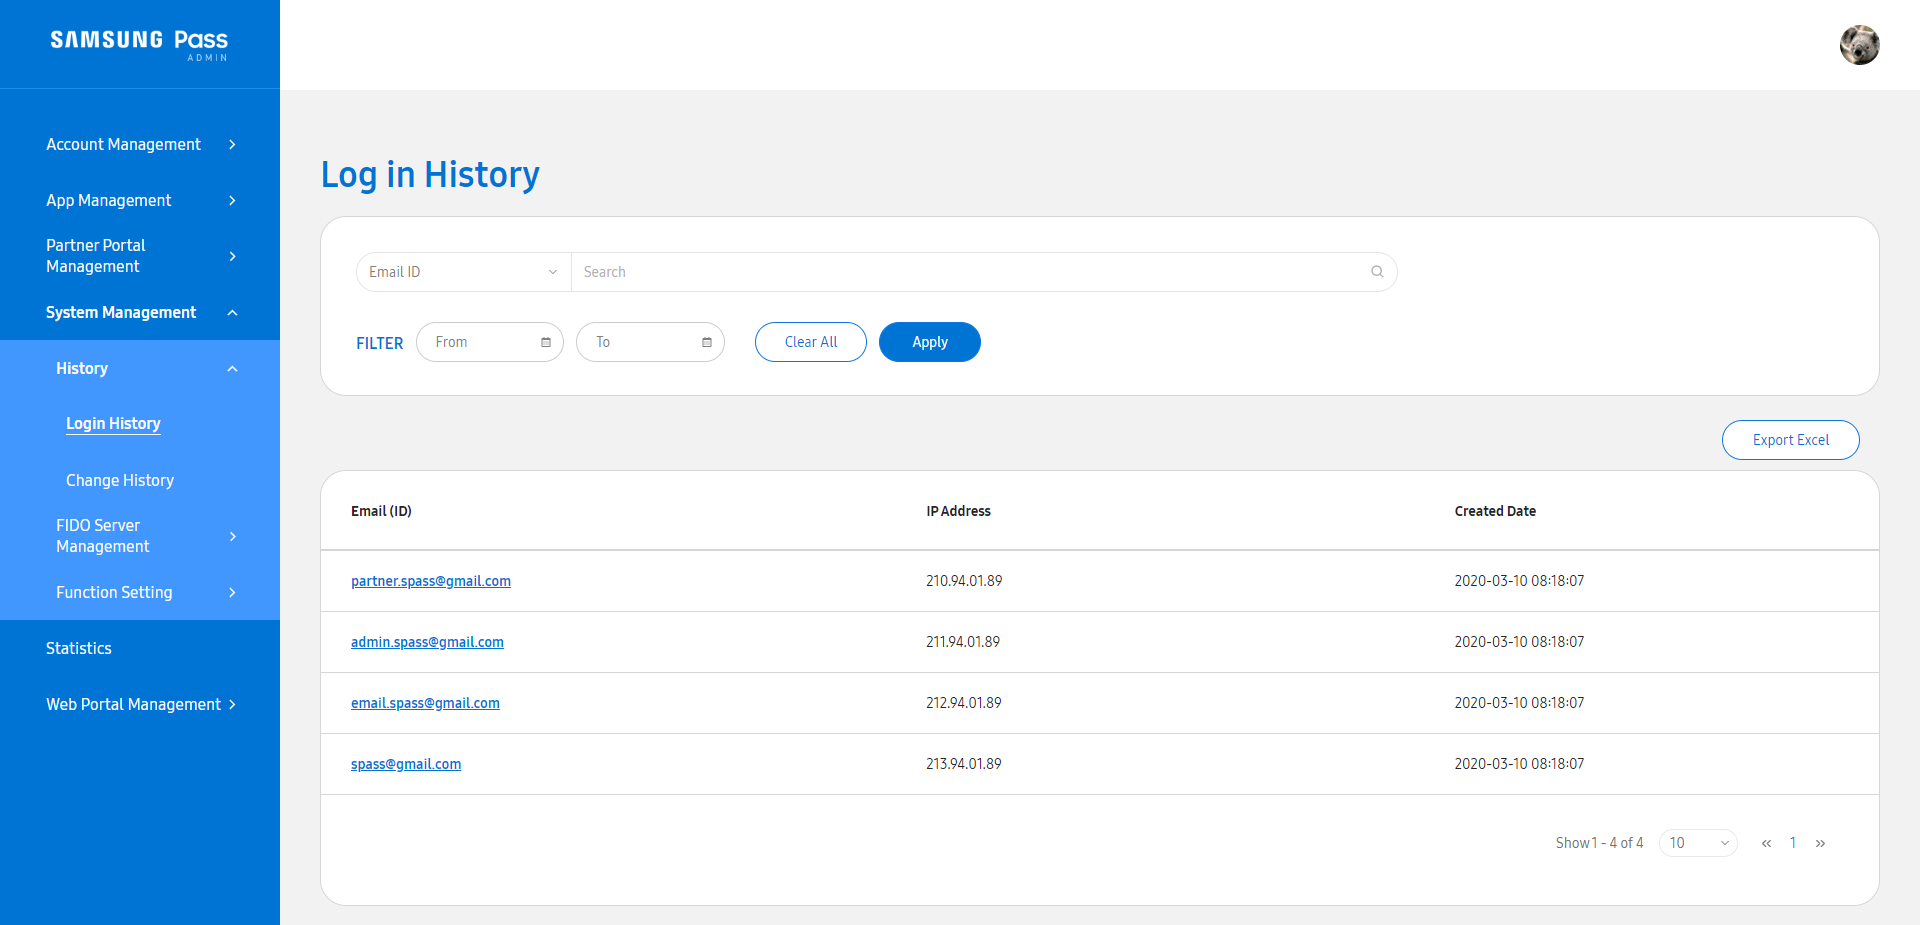 SAMSUNG Pass
ADMIN
Account Management
App Management
Partner Portal
Management
System Management
History
Login History
Change History
FIDO Server
Management
Function Setting
Statistics
Web Portal Management
Log in History
Email ID
Search
FILTER
From
To
Clear All
Apply
Export Excel
Email (ID) IP Address Created Date
partner.spass@gmail.com 210.94.01.89 2020-03-10 08:18:07
admin.spass@gmail.com 211.94.01.89 2020-03-10 08:18:07
email.spass@gmail.com 212.94.01.89 2020-03-10 08:18:07
spass@gmail.com 213.94.01.89 2020-03-10 08:18:07
Show 1 - 4 of 4 10 « 1 »